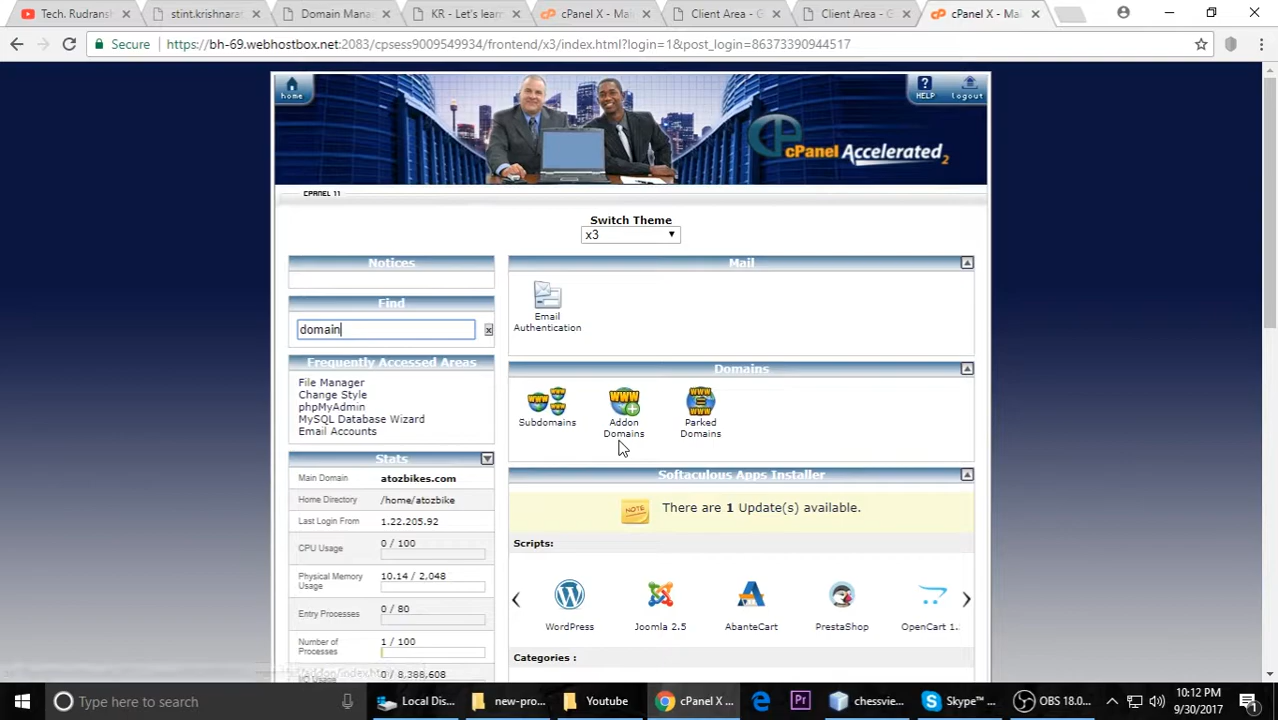 Tech. Rudransh
stint.krishnara
Domain Mana
KR - Let's learn
cPanel X - Mai
Client Area - G
Client Area - G
cPanel X - Mai
Secure
https://bh-69.webhostbox.net:2083/cpsess9009549934/frontend/x3/index.html?login=1&post_login=86373390944517
home
HELP
logout
cP
cPanel Accelerated2
CPANEL 11
Switch Theme
x3
Notices
Find
domain
Frequently Accessed Areas
File Manager
Change Style
phpMyAdmin
MySQL Database Wizard
Email Accounts
Stats
Main Domain atozbikes.com
Home Directory /home/atozbike
Last Login From 1.22.205.92
CPU Usage 0 / 100
Physical Memory Usage 10.14 / 2,048
Entry Processes 0 / 80
Number of Processes 1 / 100
0 / 8,388,608
Mail
Email Authentication
Domains
Subdomains
Addon Domains
Parked Domains
Softaculous Apps Installer
NOTE
There are 1 Update(s) available.
Scripts:
WordPress
Joomla 2.5
AbanteCart
PrestaShop
OpenCart 1..
Categories :
Type here to search
Local Dis...
new-pro...
Youtube
cPanel X ...
chessvie...
Skype™ ...
OBS 18.0...
10:12 PM
9/30/2017